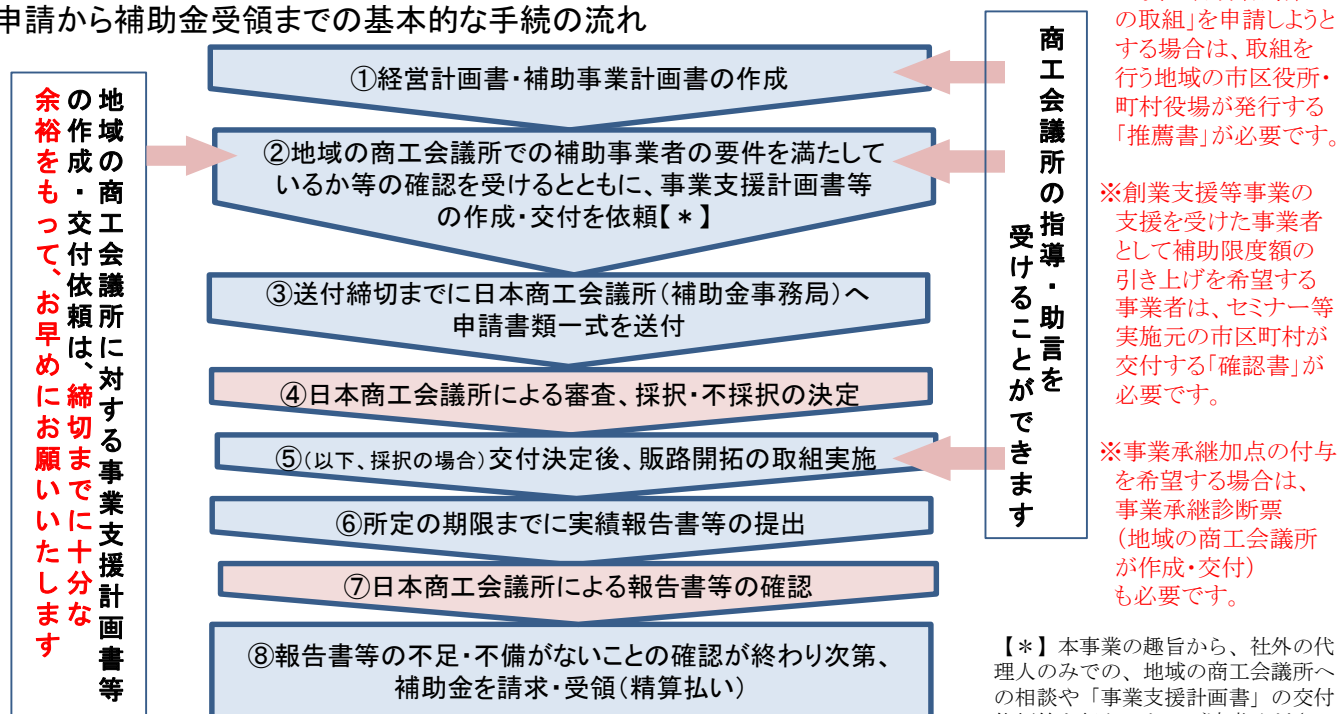 申請から補助金受領までの基本的な手続の流れ
地域の商工会議所に対する事業支援計画書等
の作成・交付依頼は、締切までに十分な
余裕をもって、お早めにお願いいたします
①経営計画書・補助事業計画書の作成
②地域の商工会議所での補助事業者の要件を満たして
いるか等の確認を受けるとともに、事業支援計画書等
の作成・交付を依頼【＊】
③送付締切までに日本商工会議所（補助金事務局）へ
申請書類一式を送付
④日本商工会議所による審査、採択・不採択の決定
⑤（以下、採択の場合）交付決定後、販路開拓の取組実施
⑥所定の期限までに実績報告書等の提出
⑦日本商工会議所による報告書等の確認
⑧報告書等の不足・不備がないことの確認が終わり次第、
補助金を請求・受領（精算払い）
商工会議所の指導・助言を
受けることができます
の取組」を申請しようと
する場合は、取組を
行う地域の市区役所・
町村役場が発行する
「推薦書」が必要です。
※創業支援等事業の
支援を受けた事業者
として補助限度額の
引き上げを希望する
事業者は、セミナー等
実施元の市区町村が
交付する「確認書」が
必要です。
※事業承継加点の付与
を希望する場合は、
事業承継診断票
（地域の商工会議所
が作成・交付）
も必要です。
【＊】本事業の趣旨から、社外の代
理人のみでの、地域の商工会議所へ
の相談や「事業支援計画書」の交付